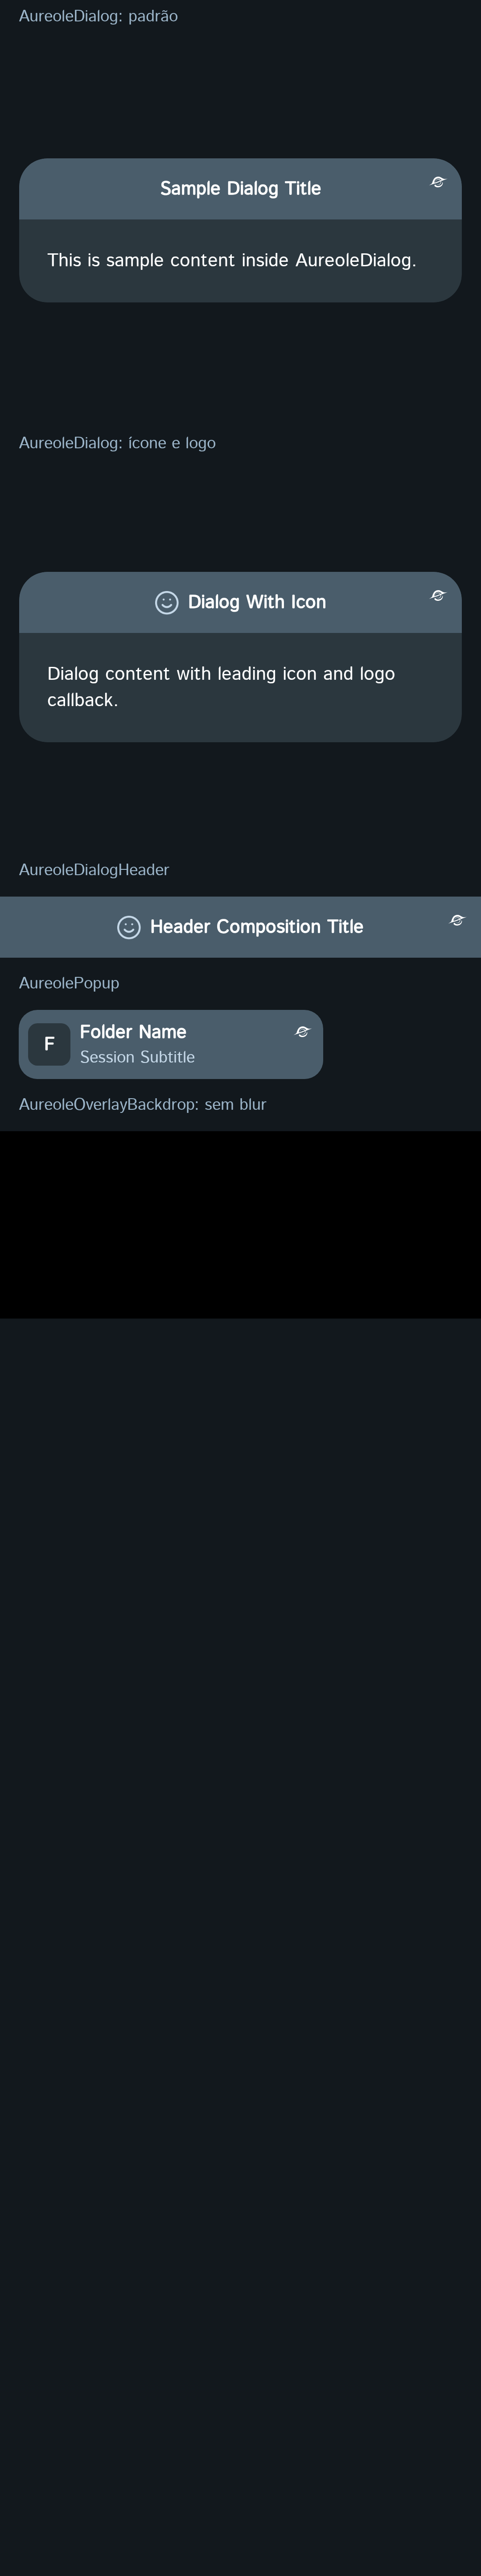 AureoleDialog: padrão
Sample Dialog Title
This is sample content inside AureoleDialog.
AureoleDialog: ícone e logo
Dialog With Icon
Dialog content with leading icon and logo
callback.
AureoleDialogHeader
Header Composition Title
AureolePopup
F
Folder Name
Session Subtitle
AureoleOverlayBackdrop: sem blur